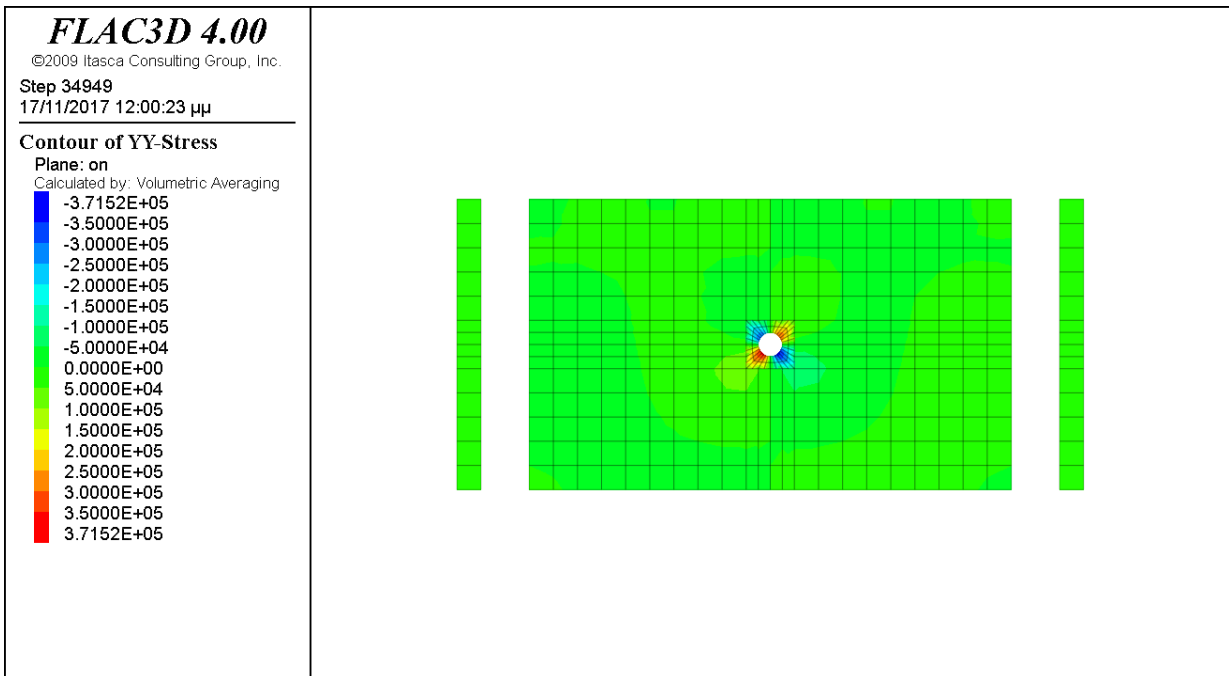 FLAC3D 4.00
©2009 Itasca Consulting Group, Inc.
Step 34949
17/11/2017 12:00:23 μμ
Contour of YY-Stress
Plane: on
Calculated by: Volumetric Averaging
-3.7152E+05
-3.5000E+05
-3.0000E+05
-2.5000E+05
-2.0000E+05
-1.5000E+05
-1.0000E+05
-5.0000E+04
0.0000E+00
5.0000E+04
1.0000E+05
1.5000E+05
2.0000E+05
2.5000E+05
3.0000E+05
3.5000E+05
3.7152E+05